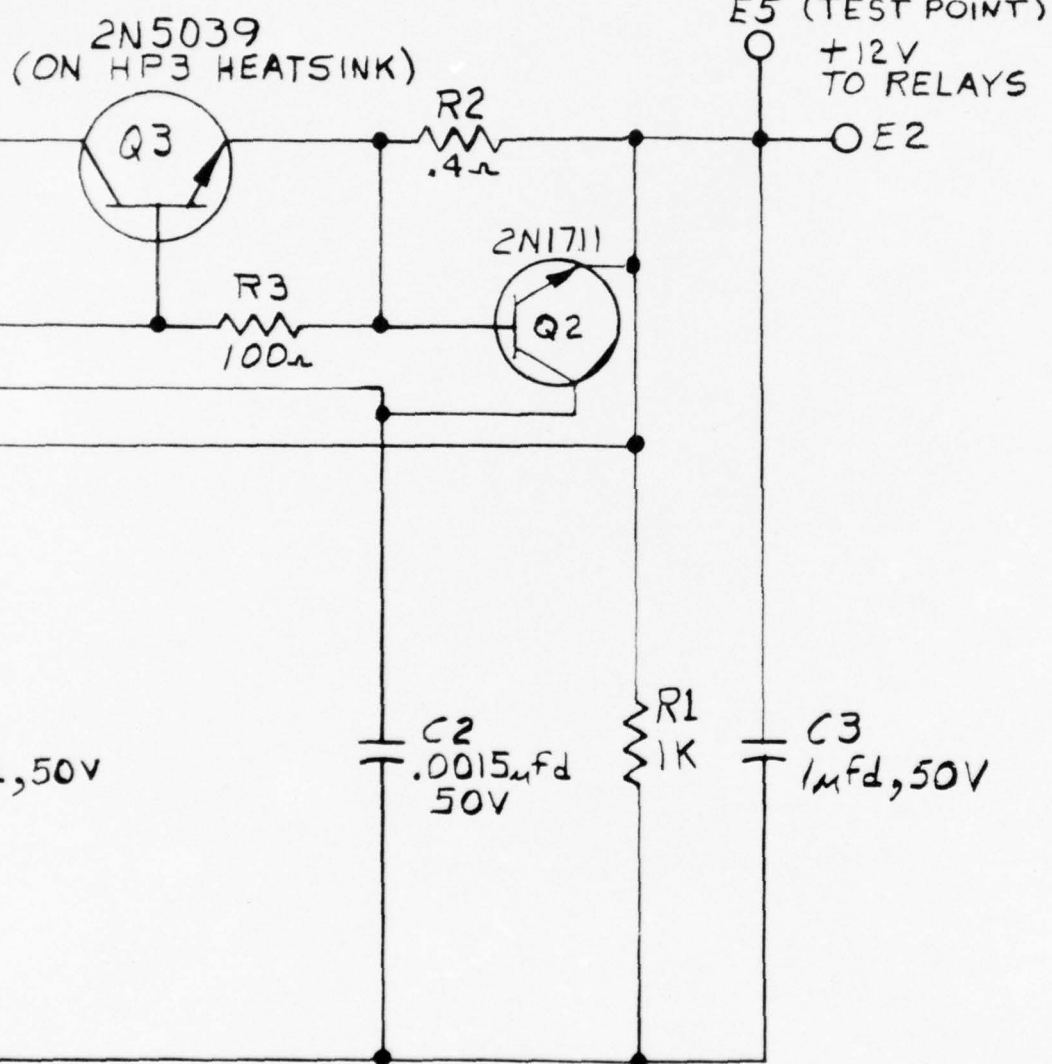 E5 (TEST POINT)
+12V
TO RELAYS
E2
2N5039
(ON HP3 HEATSINK)
Q3
R2
.4Ω
2N1711
Q2
R3
100Ω
C2
.0015µfd
50V
R1
1K
C3
1µfd,50V
,50V